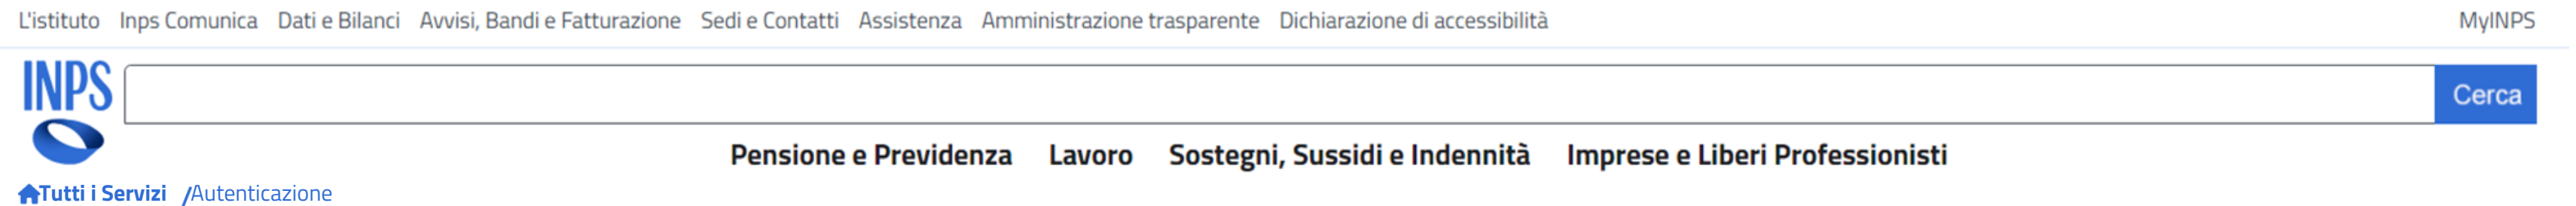 L'istituto Inps Comunica Dati e Bilanci Avvisi, Bandi e Fatturazione Sedi e Contatti Assistenza Amministrazione trasparente Dichiarazione di accessibilità MyINPS
INPS
Cerca
Pensione e Previdenza Lavoro Sostegni, Sussidi e Indennità Imprese e Liberi Professionisti
Tutti i Servizi /Autenticazione